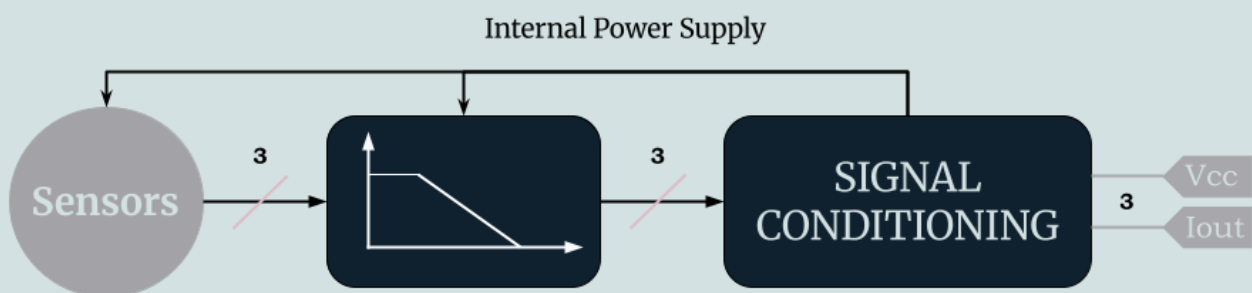 Internal Power Supply
3
3
Sensors
SIGNAL
CONDITIONING
Vcc
3
Iout